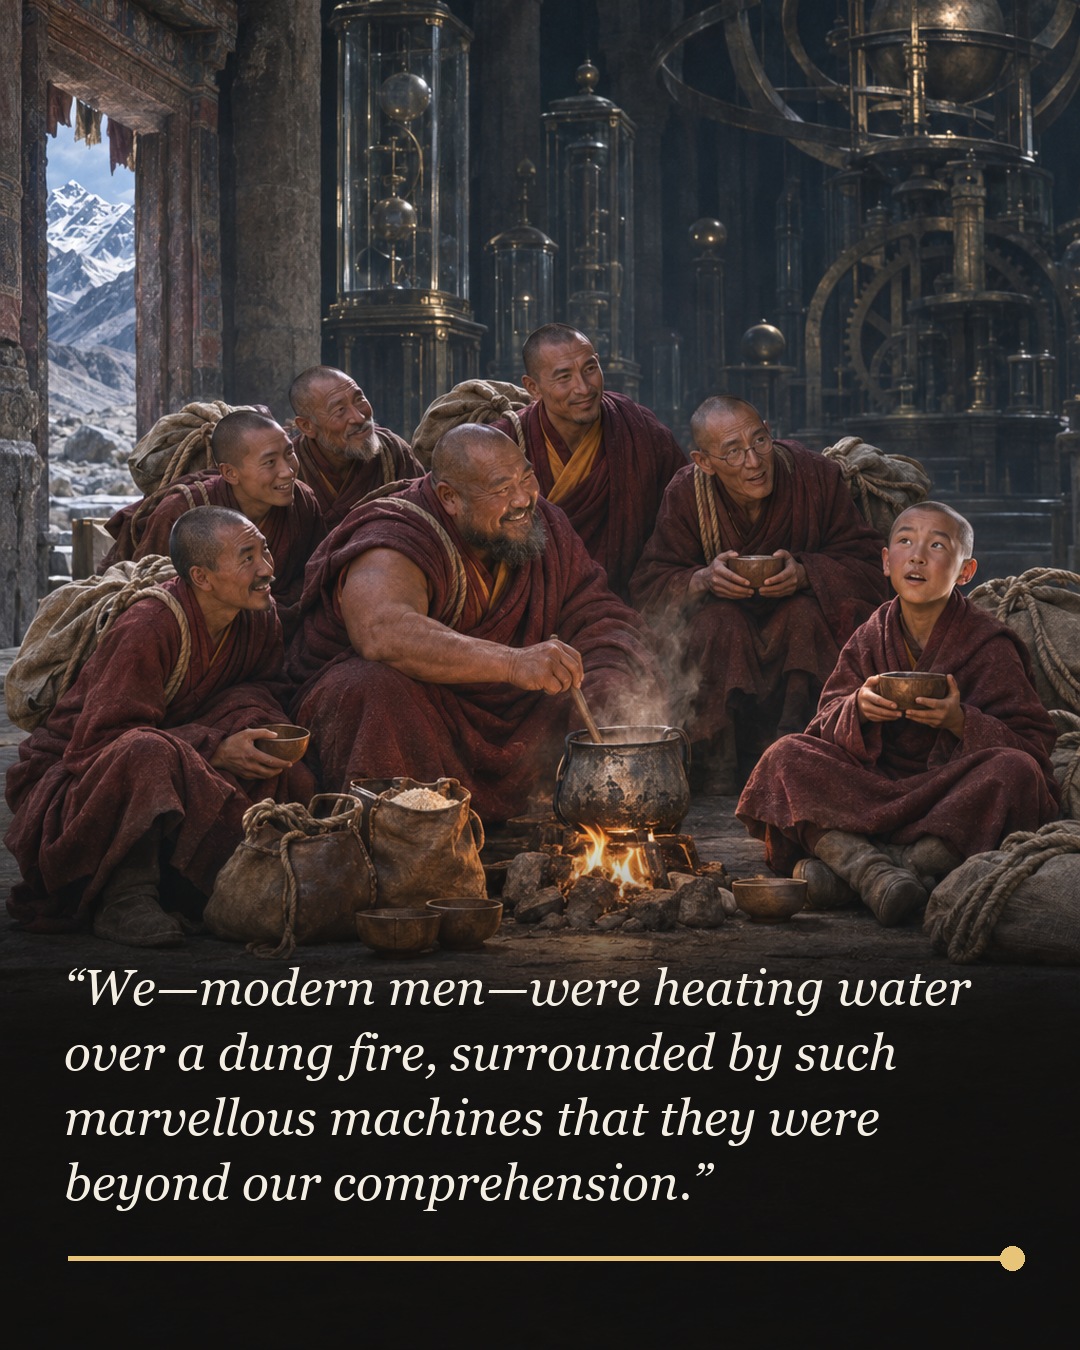 “We—modern men—were heating water
over a dung fire, surrounded by such
marvellous machines that they were
beyond our comprehension.”